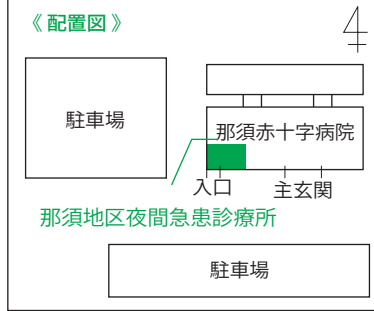 《 配置図 》
駐車場
那須赤十字病院
入口
主玄関
那須地区夜間急患診療所
駐車場